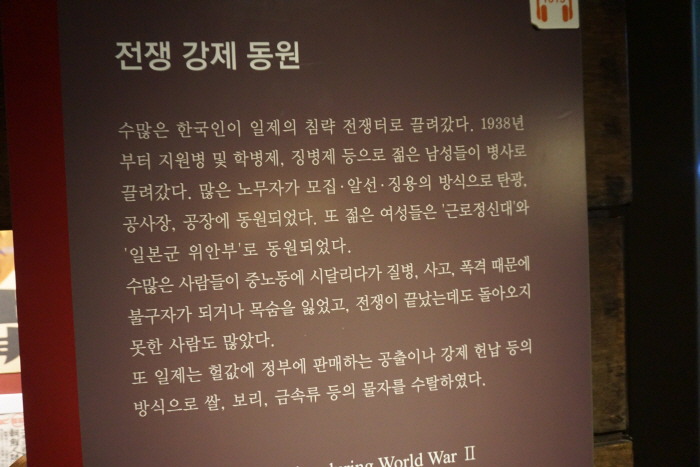 전쟁 강제 동원
수많은 한국인이 일제의 침략 전쟁터로 끌려갔다. 1938년
부터 지원병 및 학병제, 징병제 등으로 젊은 남성들이 병사로
끌려갔다. 많은 노무자가 모집·알선·징용의 방식으로 탄광,
공사장, 공장에 동원되었다. 또 젊은 여성들은 '근로정신대'와
'일본군 위안부'로 동원되었다.
수많은 사람들이 중노동에 시달리다가 질병, 사고, 폭격 때문에
불구자가 되거나 목숨을 잃었고, 전쟁이 끝났는데도 돌아오지
못한 사람도 많았다.
또 일제는 헐값에 정부에 판매하는 공출이나 강제 헌납 등의
방식으로 쌀, 보리, 금속류 등의 물자를 수탈하였다.
World War Ⅱ